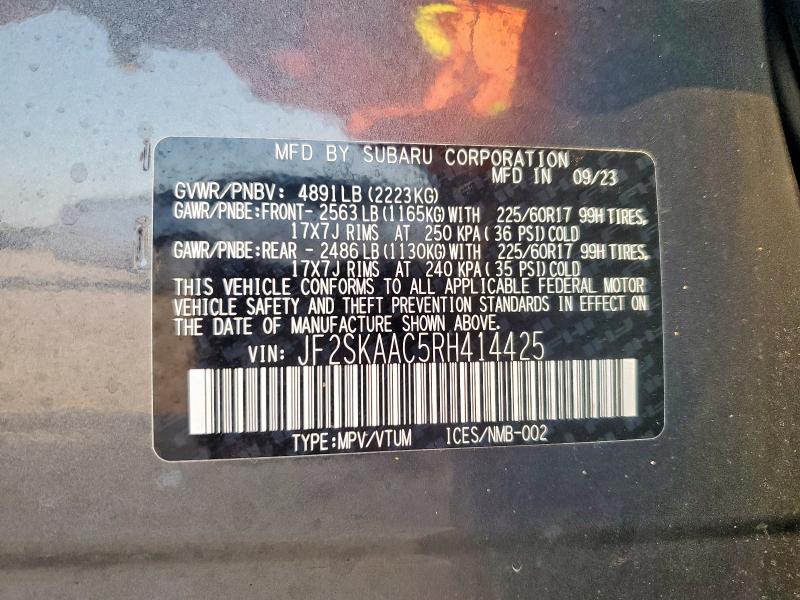 MFD BY SUBARU CORPORATION
MFD IN 09/23
GVWR/PNBV: 4891LB (2223KG)
GAWR/PNBE:FRONT- 2563 LB (1165KG) WITH 225/60R17 99H TIRES,
17X7J RIMS AT 250 KPA ( 36 PSI ) COLD
GAWR/PNBE:REAR - 2486 LB (1130KG) WITH 225/60R17 99H TIRES,
17X7J RIMS AT 240 KPA ( 35 PSI ) COLD
THIS VEHICLE CONFORMS TO ALL APPLICABLE FEDERAL MOTOR
VEHICLE SAFETY AND THEFT PREVENTION STANDARDS IN EFFECT ON
THE DATE OF MANUFACTURE SHOWN ABOVE.
VIN: JF2SKAAC5RH414425
TYPE:MPV/VTUM ICES/NMB-002